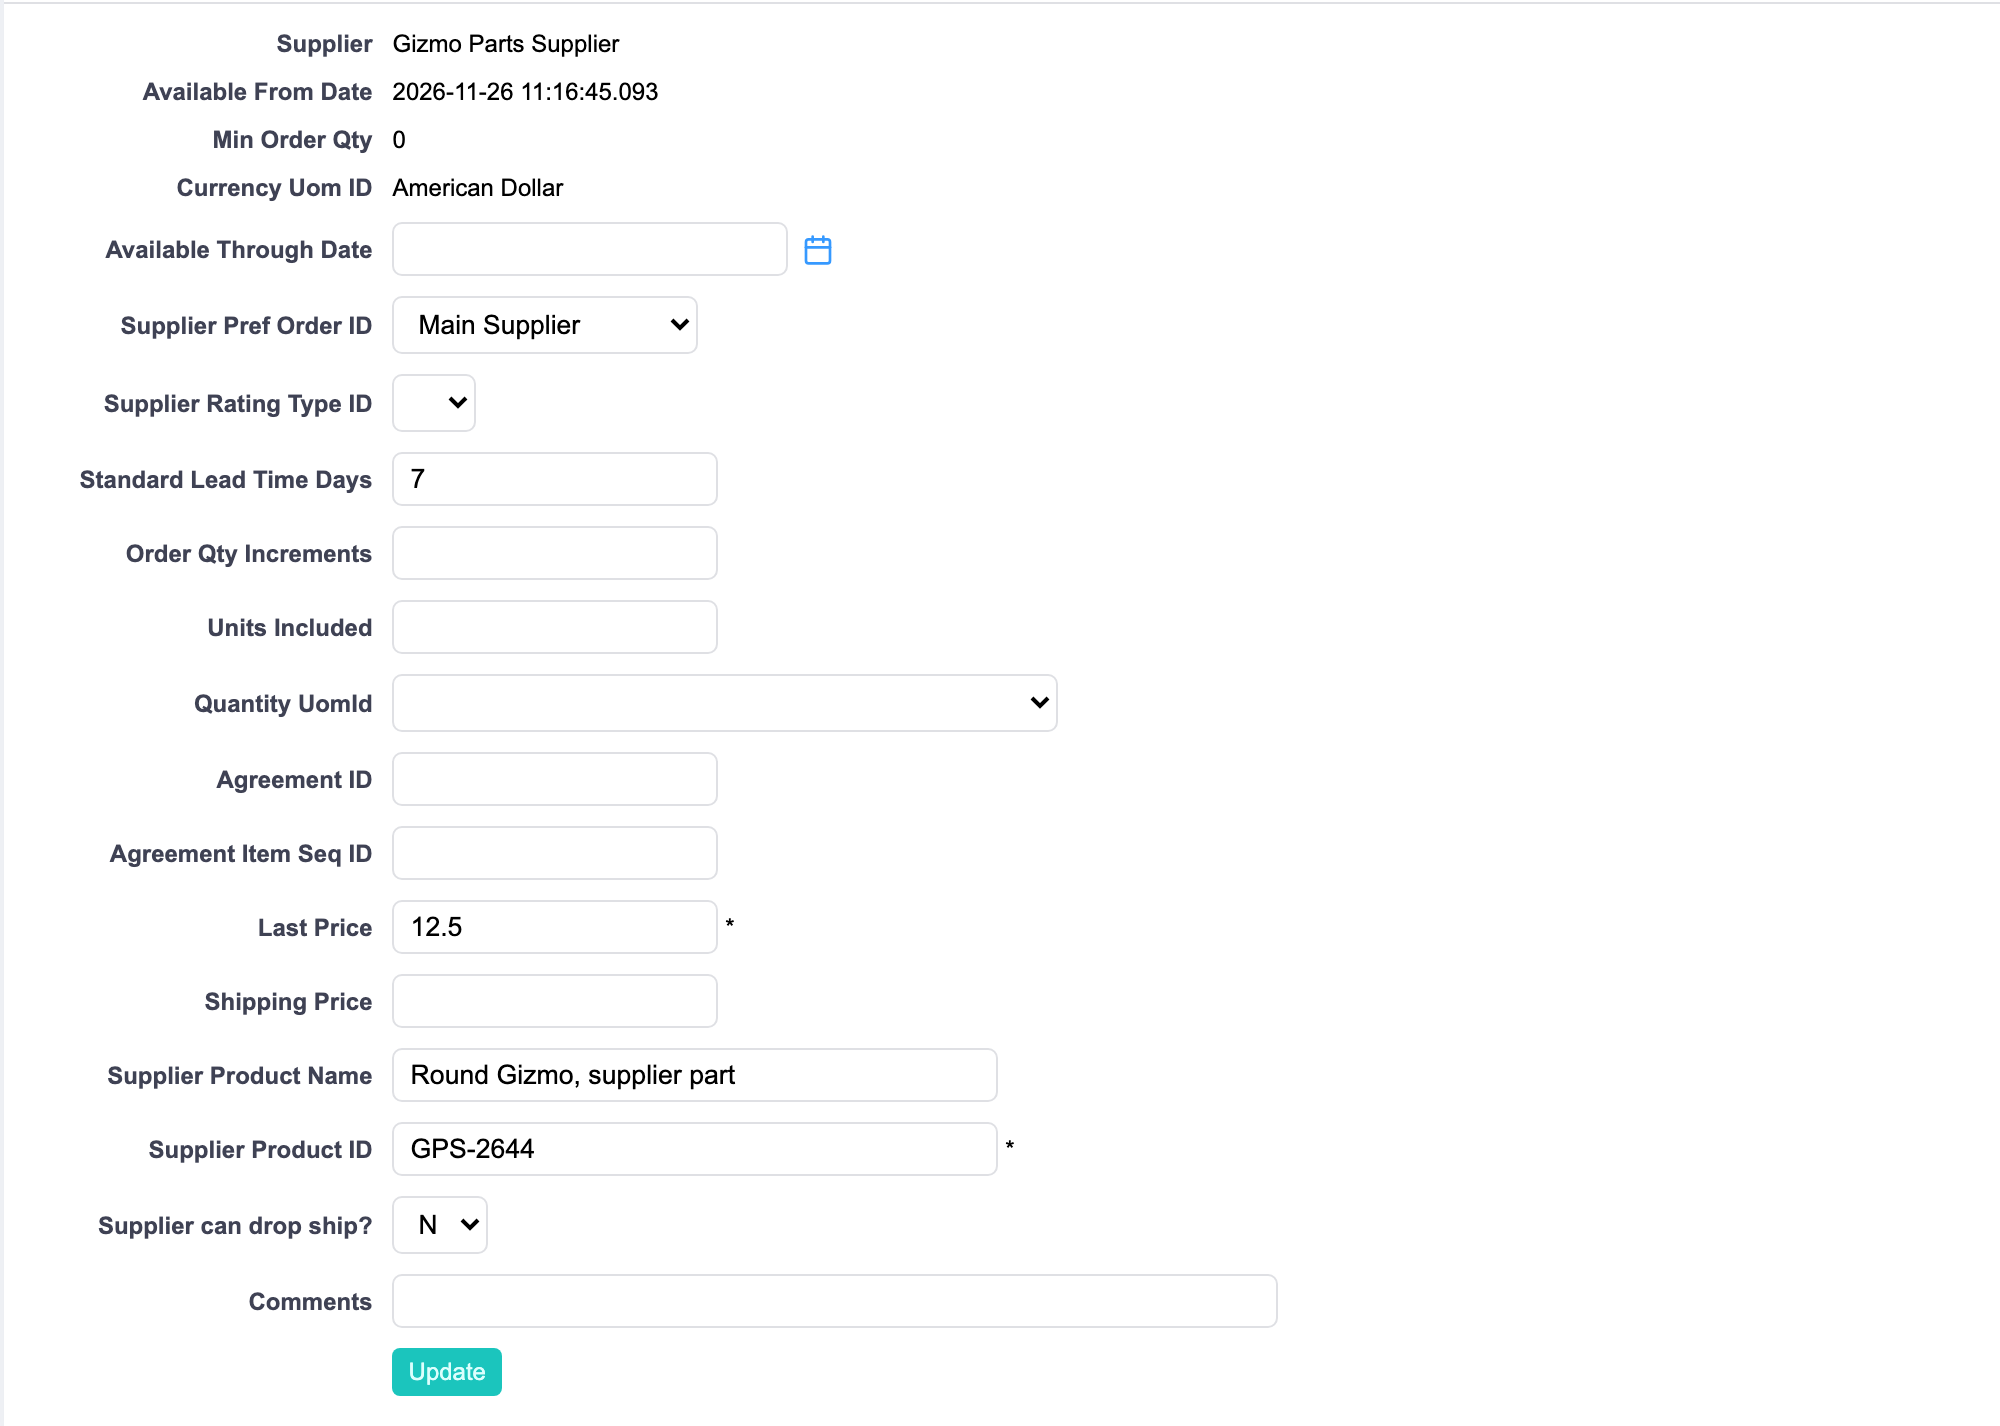 Supplier Gizmo Parts Supplier
Available From Date 2026-11-26 11:16:45.093
Min Order Qty 0
Currency Uom ID American Dollar
Available Through Date
Supplier Pref Order ID Main Supplier
Supplier Rating Type ID
Standard Lead Time Days 7
Order Qty Increments
Units Included
Quantity UomId
Agreement ID
Agreement Item Seq ID
Last Price 12.5 *
Shipping Price
Supplier Product Name Round Gizmo, supplier part
Supplier Product ID GPS-2644 *
Supplier can drop ship? N
Comments
Update